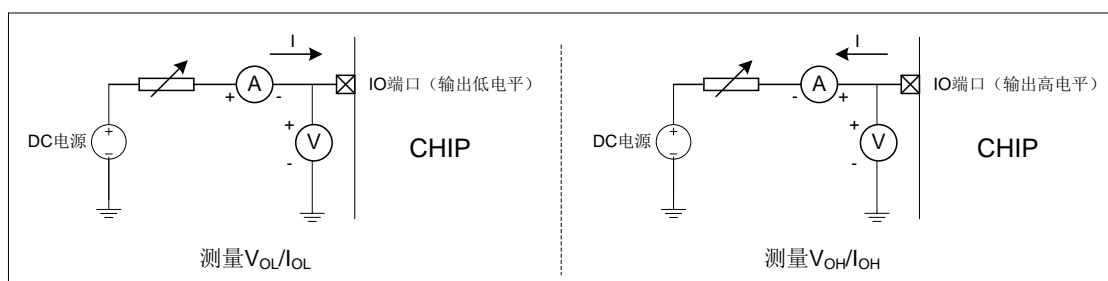 I
A
+ -
IO端口（输出低电平）
DC电源
+
-
+
V
-
CHIP
测量VOL/IOL
I
A
- +
IO端口（输出高电平）
DC电源
+
-
+
V
-
CHIP
测量VOH/IOH